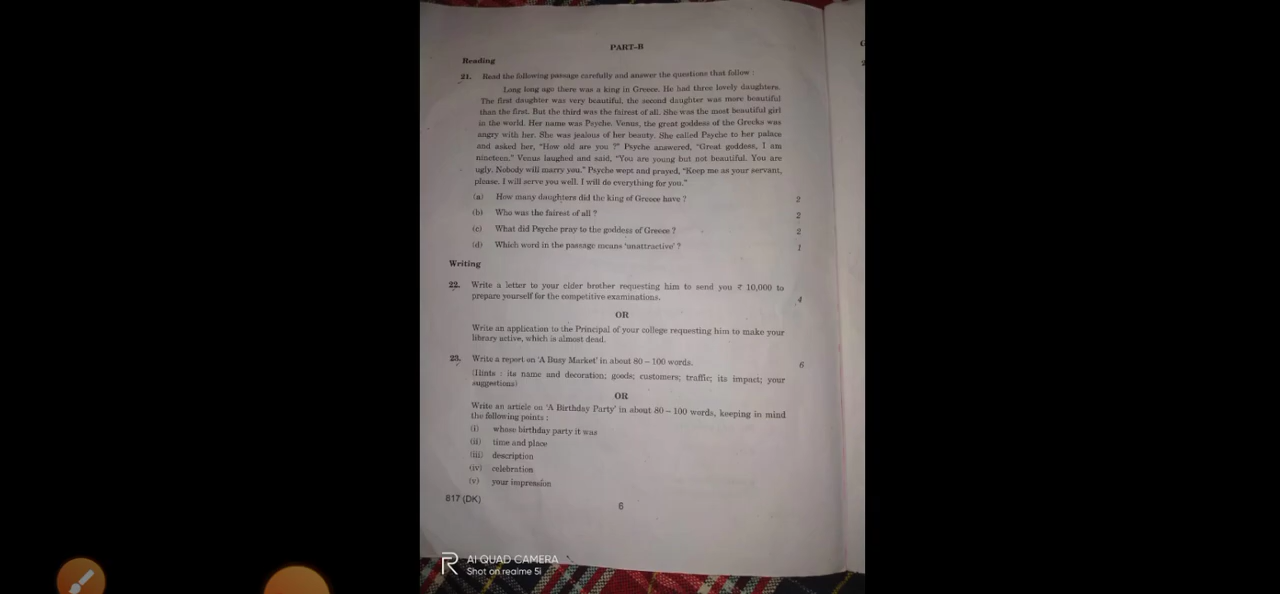 PART–B
Reading
21. Read the following passage carefully and answer the questions that follow :
Long long ago there was a king in Greece. He had three lovely daughters.
The first daughter was very beautiful, the second daughter was more beautiful
than the first. But the third was the fairest of all. She was the most beautiful girl
in the world. Her name was Psyche. Venus, the great goddess of the Greeks was
angry with her. She was jealous of her beauty. She called Psyche to her palace
and asked her, "How old are you ?" Psyche answered, "Great goddess, I am
nineteen." Venus laughed and said, "You are young but not beautiful. You are
ugly. Nobody will marry you." Psyche wept and prayed, "Keep me as your servant,
please. I will serve you well. I will do everything for you."
(a) How many daughters did the king of Greece have ? 2
(b) Who was the fairest of all ? 2
(c) What did Psyche pray to the goddess of Greece ? 2
(d) Which word in the passage means 'unattractive' ? 1
Writing
22. Write a letter to your elder brother requesting him to send you ₹ 10,000 to
prepare yourself for the competitive examinations. 4
OR
Write an application to the Principal of your college requesting him to make your
library active, which is almost dead.
23. Write a report on 'A Busy Market' in about 80 – 100 words. 6
(Hints : its name and decoration; goods; customers; traffic; its impact; your
suggestions)
OR
Write an article on 'A Birthday Party' in about 80 – 100 words, keeping in mind
the following points :
(i) whose birthday party it was
(ii) time and place
(iii) description
(iv) celebration
(v) your impression
817 (DK)
6
AI QUAD CAMERA
Shot on realme 5i